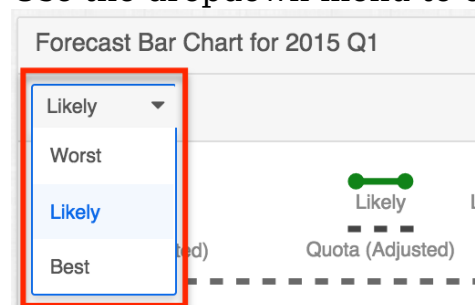 Forecast Bar Chart for 2015 Q1
Likely
Worst
Likely
Best
Likely
Quota (Adjusted)